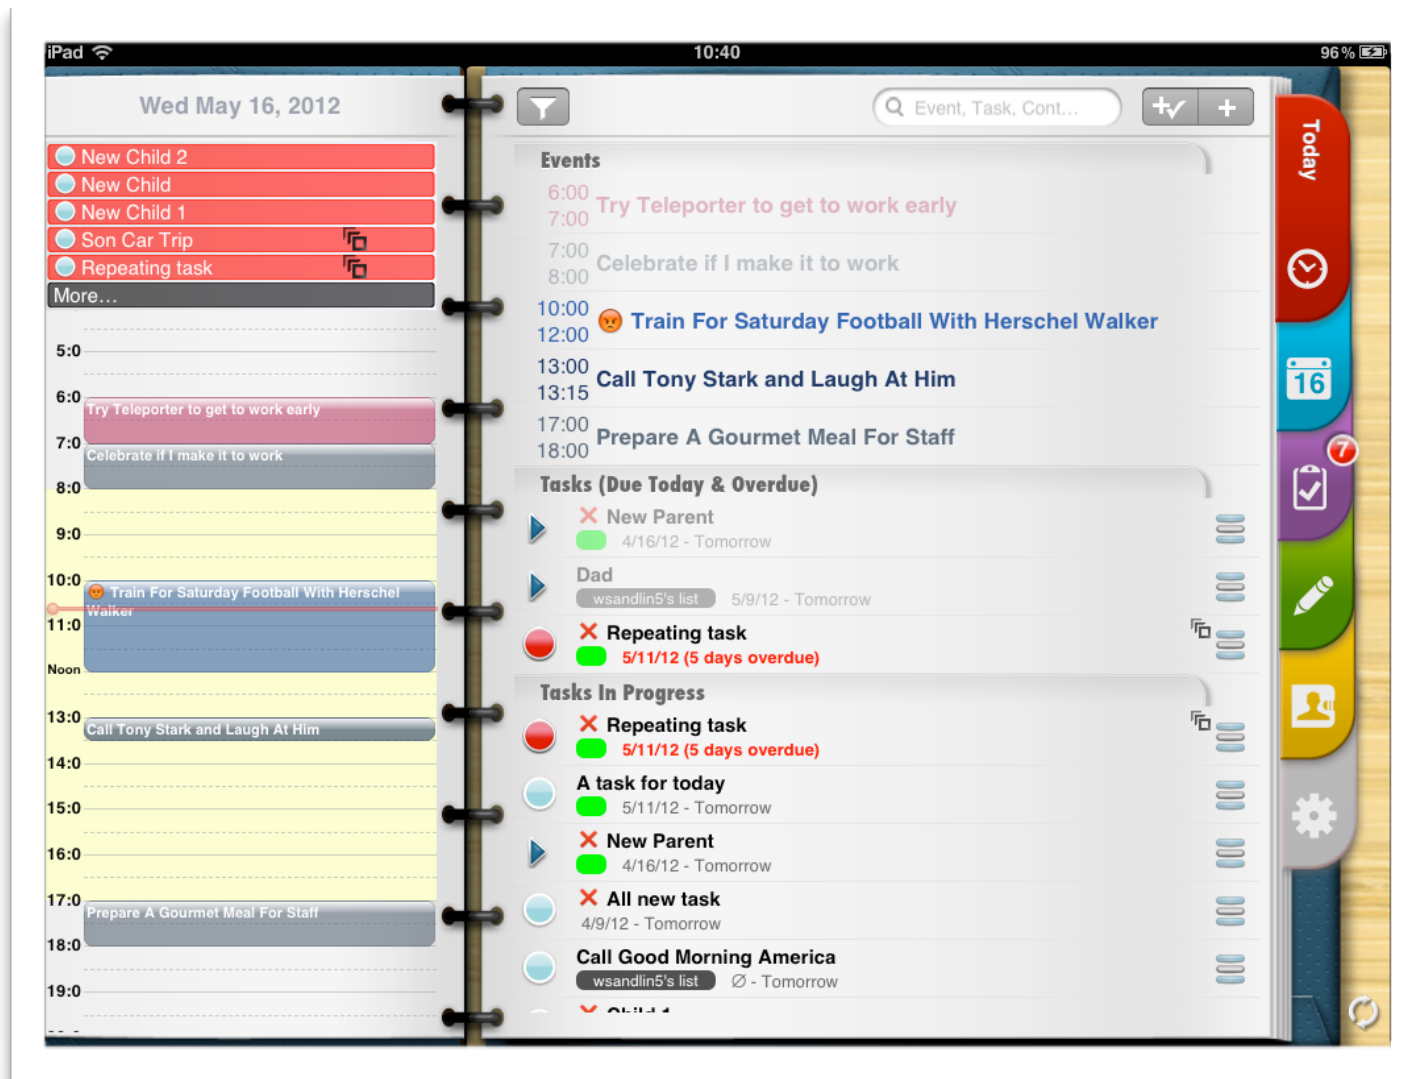 iPad
10:40
96%
Wed May 16, 2012
New Child 2
New Child
New Child 1
Son Car Trip
Repeating task
More...
5:0
6:0
Try Teleporter to get to work early
7:0
Celebrate if I make it to work
8:0
9:0
10:0
Train For Saturday Football With Herschel
Walker
11:0
Noon
13:0
Call Tony Stark and Laugh At Him
14:0
15:0
16:0
17:0
Prepare A Gourmet Meal For Staff
18:0
19:0
Event, Task, Cont...
Events
6:00
7:00
Try Teleporter to get to work early
7:00
8:00
Celebrate if I make it to work
10:00
12:00
Train For Saturday Football With Herschel Walker
13:00
13:15
Call Tony Stark and Laugh At Him
17:00
18:00
Prepare A Gourmet Meal For Staff
Tasks (Due Today & Overdue)
New Parent
4/16/12 - Tomorrow
Dad
wsandlin5's list 5/9/12 - Tomorrow
Repeating task
5/11/12 (5 days overdue)
Tasks In Progress
Repeating task
5/11/12 (5 days overdue)
A task for today
5/11/12 - Tomorrow
New Parent
4/16/12 - Tomorrow
All new task
4/9/12 - Tomorrow
Call Good Morning America
wsandlin5's list ∅ - Tomorrow
Child 1
Today
16
7